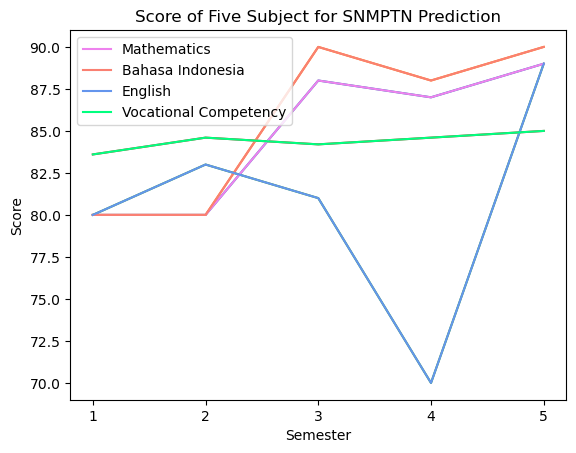 Score of Five Subject for SNMPTN Prediction
Mathematics
Bahasa Indonesia
English
Vocational Competency
90.0
87.5
85.0
82.5
80.0
77.5
75.0
72.5
70.0
Score
1 2 3 4 5
Semester